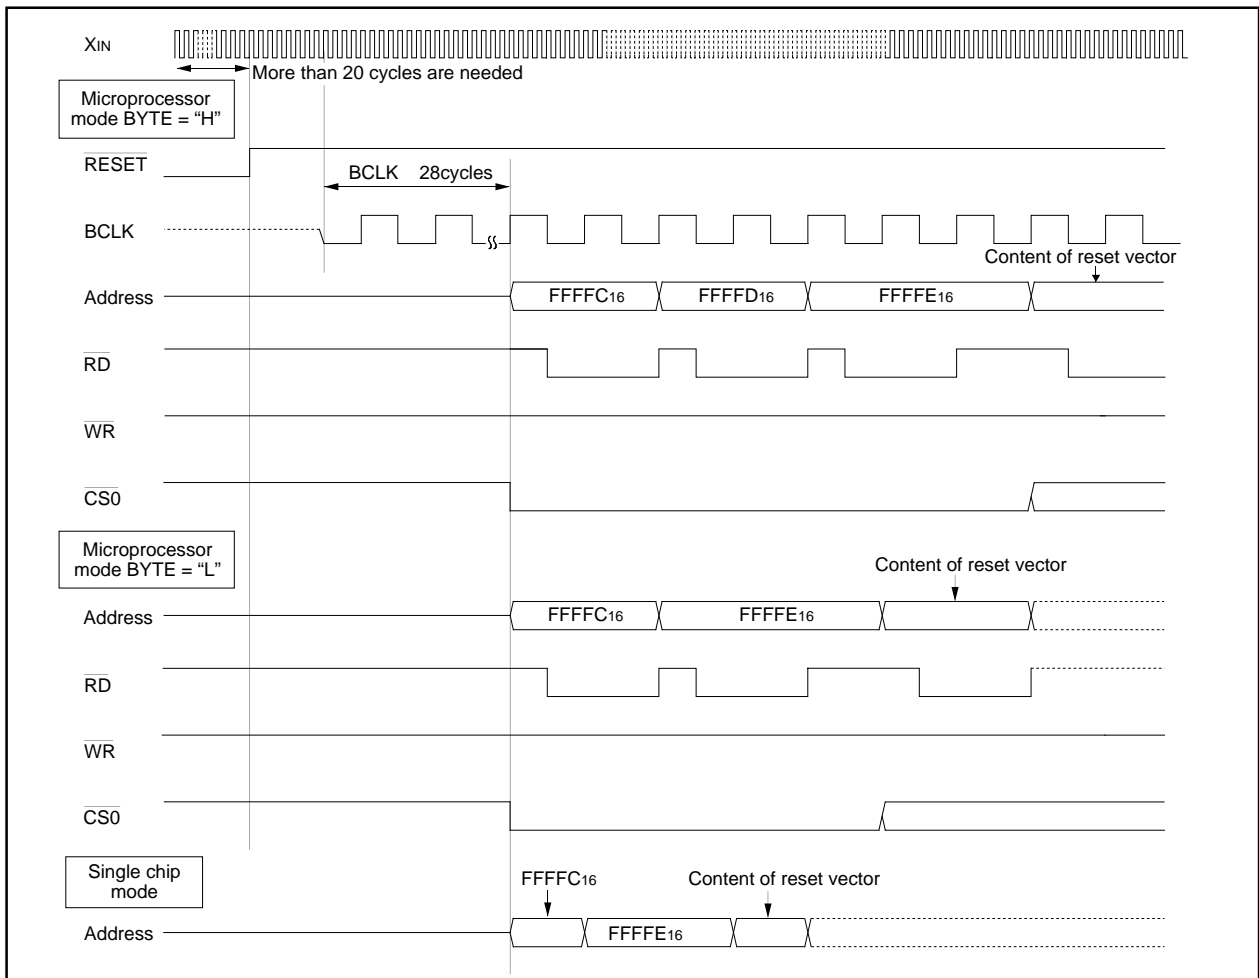 XIN
More than 20 cycles are needed
Microprocessor
mode BYTE = “H”
RESET
BCLK 28cycles
BCLK
Content of reset vector
Address
FFFFC16
FFFFD16
FFFFE16
RD
WR
CS0
Microprocessor
mode BYTE = “L”
Content of reset vector
Address
FFFFC16
FFFFE16
RD
WR
CS0
Single chip
mode
FFFFC16
Content of reset vector
Address
FFFFE16